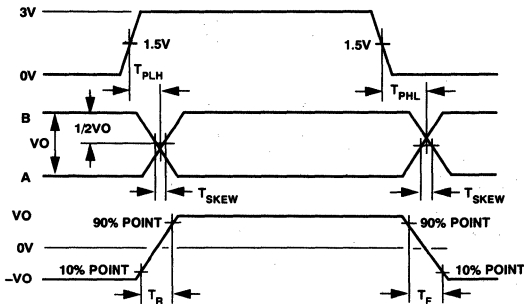 3V
1.5V
1.5V
0V
TPLH
TPHL
B
1/2VO
VO
A
TSKEW
TSKEW
VO
90% POINT
90% POINT
0V
10% POINT
10% POINT
–VO
TR
TF